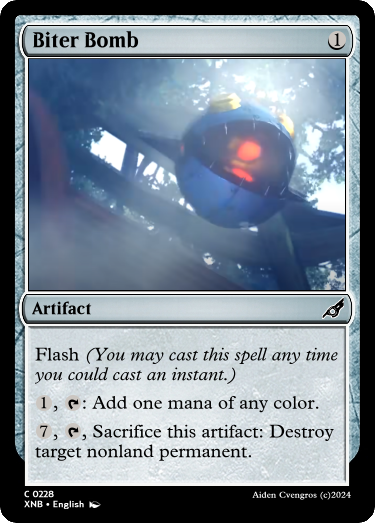 Biter Bomb 1
Artifact
Flash (You may cast this spell any time
you could cast an instant.)
1, : Add one mana of any color.
7, , Sacrifice this artifact: Destroy
target nonland permanent.
C 0228
XNB • English
Aiden Cvengros (c)2024